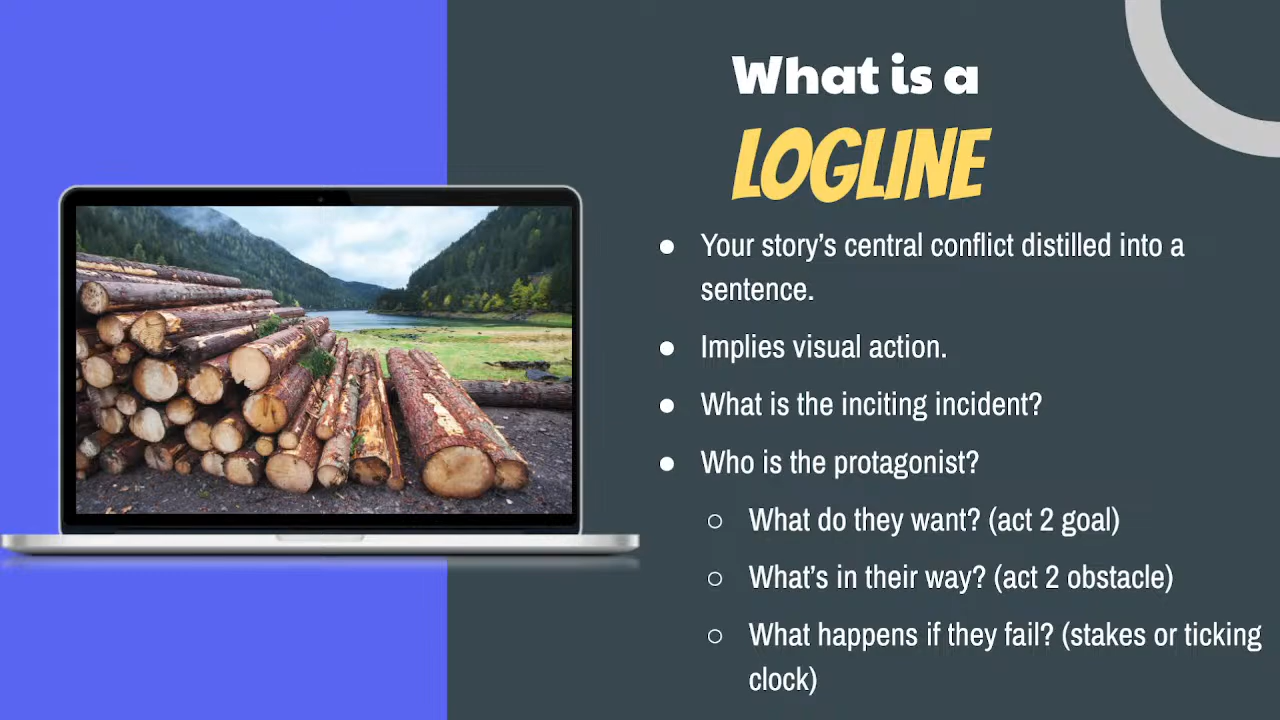 What is a
LOGLINE
● Your story’s central conflict distilled into a
sentence.
● Implies visual action.
● What is the inciting incident?
● Who is the protagonist?
○ What do they want? (act 2 goal)
○ What’s in their way? (act 2 obstacle)
○ What happens if they fail? (stakes or ticking
clock)